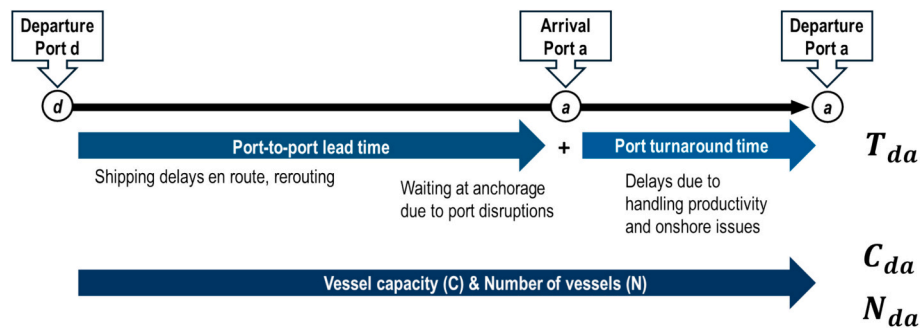 Departure
Port d
Arrival
Port a
Departure
Port a
d
a
a
Port-to-port lead time
+
Port turnaround time
T_da
Shipping delays en route, rerouting
Waiting at anchorage
due to port disruptions
Delays due to
handling productivity
and onshore issues
C_da
Vessel capacity (C) & Number of vessels (N)
N_da